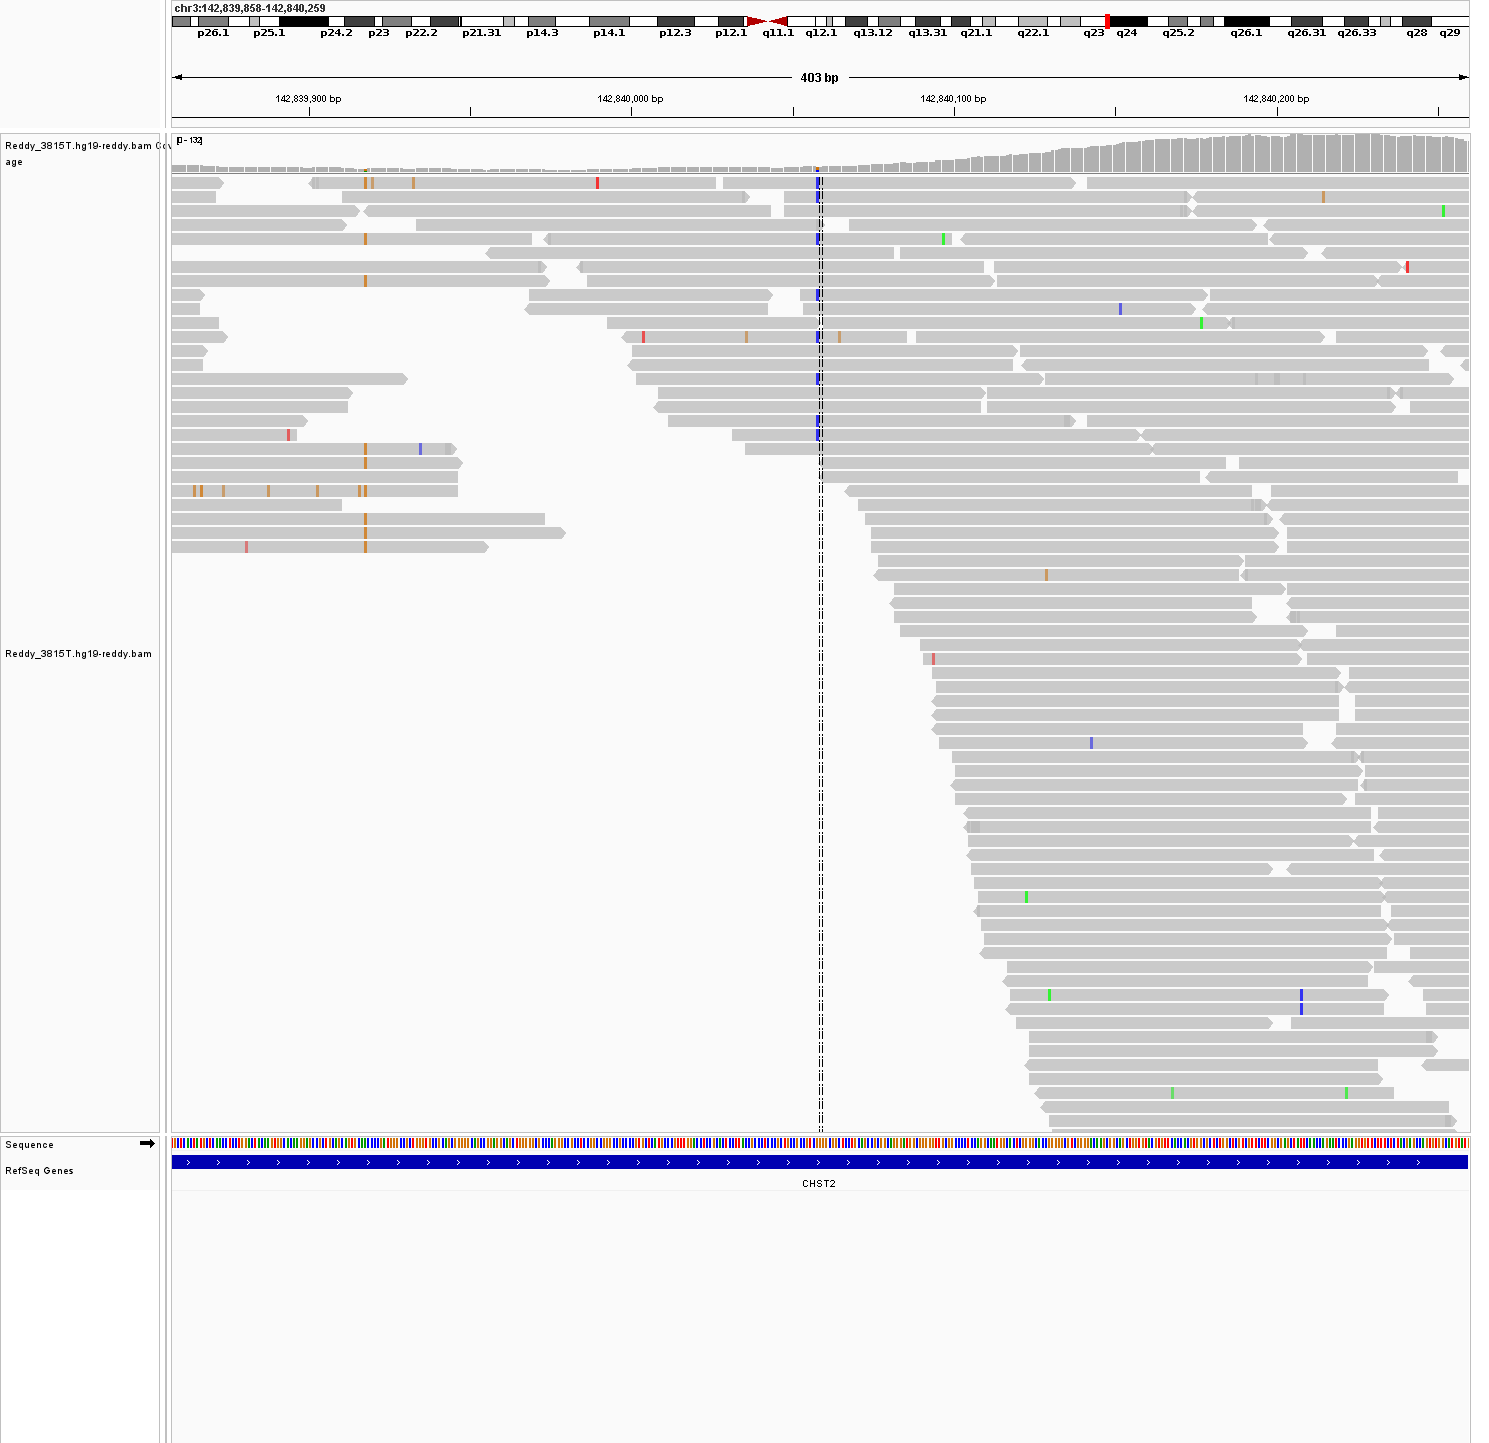 chr3:142,839,858-142,840,259
p26.1 p25.1 p24.2 p23 p22.2 p21.31 p14.3 p14.1 p12.3 p12.1 q11.1 q12.1 q13.12 q13.31 q21.1 q22.1 q23 q24 q25.2 q26.1 q26.31 q26.33 q28 q29
403 bp
142,839,900 bp 142,840,000 bp 142,840,100 bp 142,840,200 bp
[0 - 132]
Reddy_3815T.hg19-reddy.bam Cov
age
Reddy_3815T.hg19-reddy.bam
Sequence
RefSeq Genes
CHST2